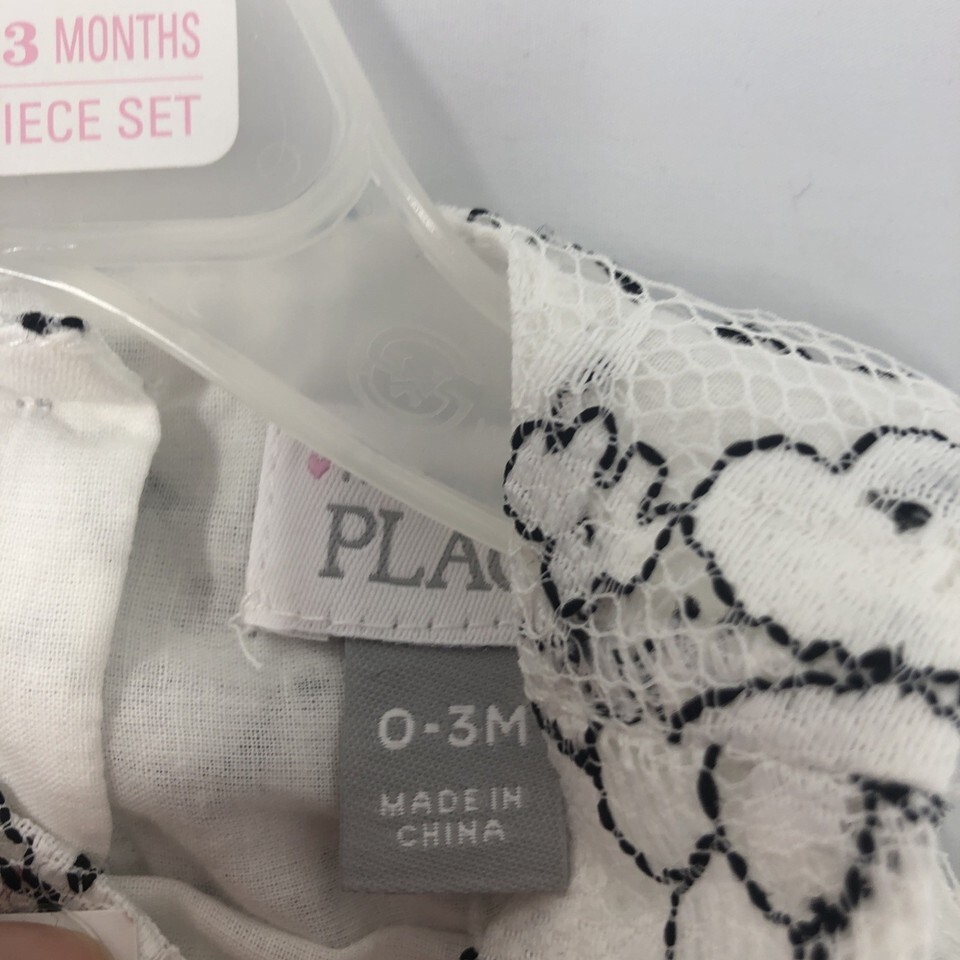 3 MONTHS
IECE SET
PLAC
0-3M
MADE IN
CHINA